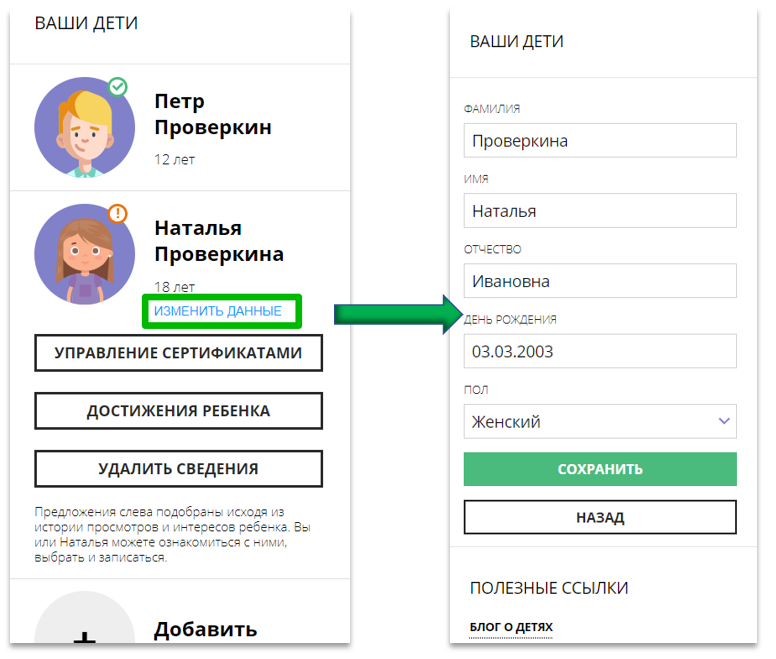 ВАШИ ДЕТИ
Петр
Проверкин
12 лет
Наталья
Проверкина
18 лет
ИЗМЕНИТЬ ДАННЫЕ
УПРАВЛЕНИЕ СЕРТИФИКАТАМИ
ДОСТИЖЕНИЯ РЕБЕНКА
УДАЛИТЬ СВЕДЕНИЯ
Предложения слева подобраны исходя из
истории просмотров и интересов ребенка. Вы
или Наталья можете ознакомиться с ними,
выбрать и записаться.
Добавить
ВАШИ ДЕТИ
ФАМИЛИЯ
Проверкина
ИМЯ
Наталья
ОТЧЕСТВО
Ивановна
ДЕНЬ РОЖДЕНИЯ
03.03.2003
ПОЛ
Женский
СОХРАНИТЬ
НАЗАД
ПОЛЕЗНЫЕ ССЫЛКИ
БЛОГ О ДЕТЯХ